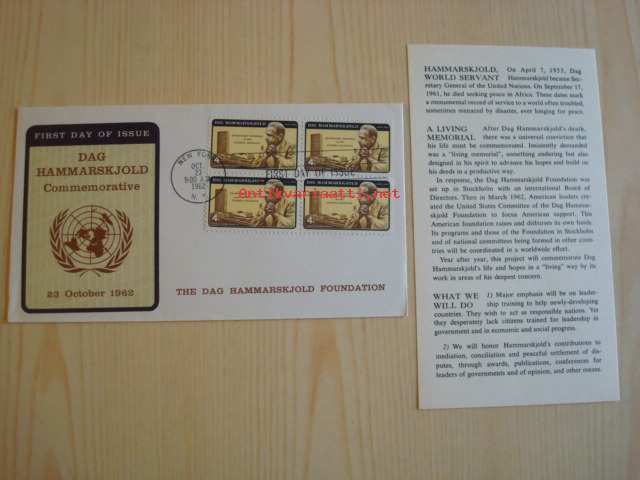 FIRST DAY OF ISSUE
DAG
HAMMARSKJOLD
Commemorative
23 October 1962
NEW YORK
OCT.
23
9:00 A.M.
1962
N. Y.
FIRST DAY OF ISSUE
DAG HAMMARSKJOLD
4
DAG HAMMARSKJOLD
4
DAG HAMMARSKJOLD
4
DAG HAMMARSKJOLD
4
THE DAG HAMMARSKJOLD FOUNDATION
HAMMARSKJOLD, On April 7, 1953, Dag
WORLD SERVANT Hammarskjold became Sec-
retary General of the United Nations. On September 17,
1961, he died seeking peace in Africa. These dates mark
a monumental record of service to a world often troubled,
sometimes menaced by disaster, ever longing for peace.
A LIVING After Dag Hammarskjold's death,
MEMORIAL there was a universal conviction that
his life must be commemorated. Insistently demanded
was a "living memorial", something enduring but also
designed in his spirit to advance his hopes and build on
his deeds in a productive way.
In response, the Dag Hammarskjold Foundation was
set up in Stockholm with an international Board of
Directors. Then in March 1962, American leaders cre-
ated the United States Committee of the Dag Hammar-
skjold Foundation to focus American support. This
American foundation raises and disburses its own funds.
Its programs and those of the Foundation in Stockholm
and of national committees being formed in other coun-
tries will be coordinated in a worldwide effort.
Year after year, this project will commemorate Dag
Hammarskjold's life and hopes in a "living" way by its
work in areas of his deepest concern.
WHAT WE 1) Major emphasis will be on leader-
WILL DO ship training to help newly-developing
countries. They wish to act as responsible nations. Yet
they desperately lack citizens trained for leadership in
government and in economic and social progress.
2) We will honor Hammarskjold's contributions to
mediation, conciliation and peaceful settlement of dis-
putes, through awards, publications, conferences for
leaders of governments and of opinion, and other means.